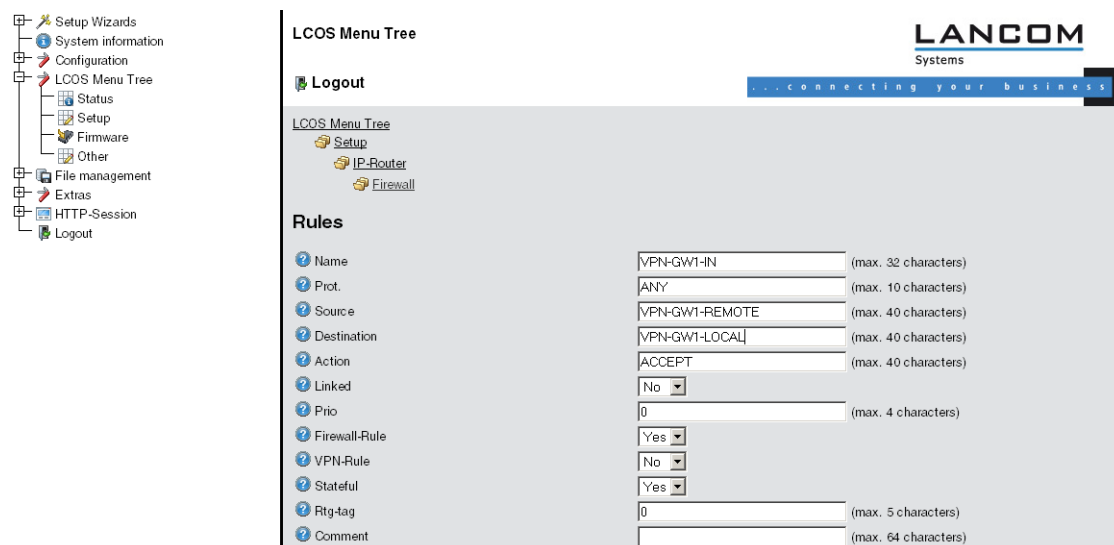 Setup Wizards
System information
Configuration
LCOS Menu Tree
Status
Setup
Firmware
Other
File management
Extras
HTTP-Session
Logout
LCOS Menu Tree
LANCOM
Systems
Logout
...connecting your business
LCOS Menu Tree
Setup
IP-Router
Firewall
Rules
Name VPN-GW1-IN (max. 32 characters)
Prot. ANY (max. 10 characters)
Source VPN-GW1-REMOTE (max. 40 characters)
Destination VPN-GW1-LOCAL (max. 40 characters)
Action ACCEPT (max. 40 characters)
Linked No
Prio 0 (max. 4 characters)
Firewall-Rule Yes
VPN-Rule No
Stateful Yes
Rtg-tag 0 (max. 5 characters)
Comment (max. 64 characters)